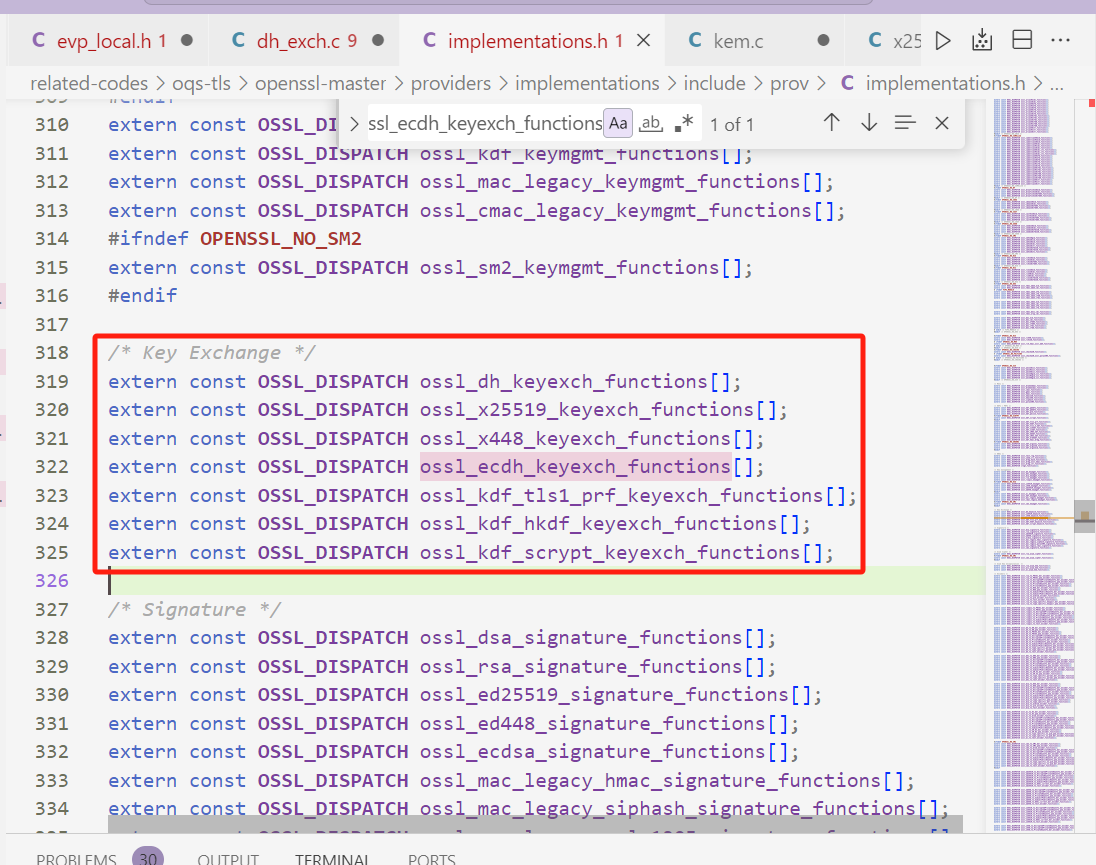 evp_local.h 1 dh_exch.c 9 implementations.h 1 kem.c x25
related-codes > oqs-tls > openssl-master > providers > implementations > include > prov > C implementations.h > ...
ssl_ecdh_keyexch_functions Aa ab .* 1 of 1
#endif
310 extern const OSSL_DI
311 extern const OSSL_DISPATCH ossl_kdf_keymgmt_functions[];
312 extern const OSSL_DISPATCH ossl_mac_legacy_keymgmt_functions[];
313 extern const OSSL_DISPATCH ossl_cmac_legacy_keymgmt_functions[];
314 #ifndef OPENSSL_NO_SM2
315 extern const OSSL_DISPATCH ossl_sm2_keymgmt_functions[];
316 #endif
317
318 /* Key Exchange */
319 extern const OSSL_DISPATCH ossl_dh_keyexch_functions[];
320 extern const OSSL_DISPATCH ossl_x25519_keyexch_functions[];
321 extern const OSSL_DISPATCH ossl_x448_keyexch_functions[];
322 extern const OSSL_DISPATCH ossl_ecdh_keyexch_functions[];
323 extern const OSSL_DISPATCH ossl_kdf_tls1_prf_keyexch_functions[];
324 extern const OSSL_DISPATCH ossl_kdf_hkdf_keyexch_functions[];
325 extern const OSSL_DISPATCH ossl_kdf_scrypt_keyexch_functions[];
326
327 /* Signature */
328 extern const OSSL_DISPATCH ossl_dsa_signature_functions[];
329 extern const OSSL_DISPATCH ossl_rsa_signature_functions[];
330 extern const OSSL_DISPATCH ossl_ed25519_signature_functions[];
331 extern const OSSL_DISPATCH ossl_ed448_signature_functions[];
332 extern const OSSL_DISPATCH ossl_ecdsa_signature_functions[];
333 extern const OSSL_DISPATCH ossl_mac_legacy_hmac_signature_functions[];
334 extern const OSSL_DISPATCH ossl_mac_legacy_siphash_signature_functions[];
PROBLEMS 30 OUTPUT TERMINAL PORTS